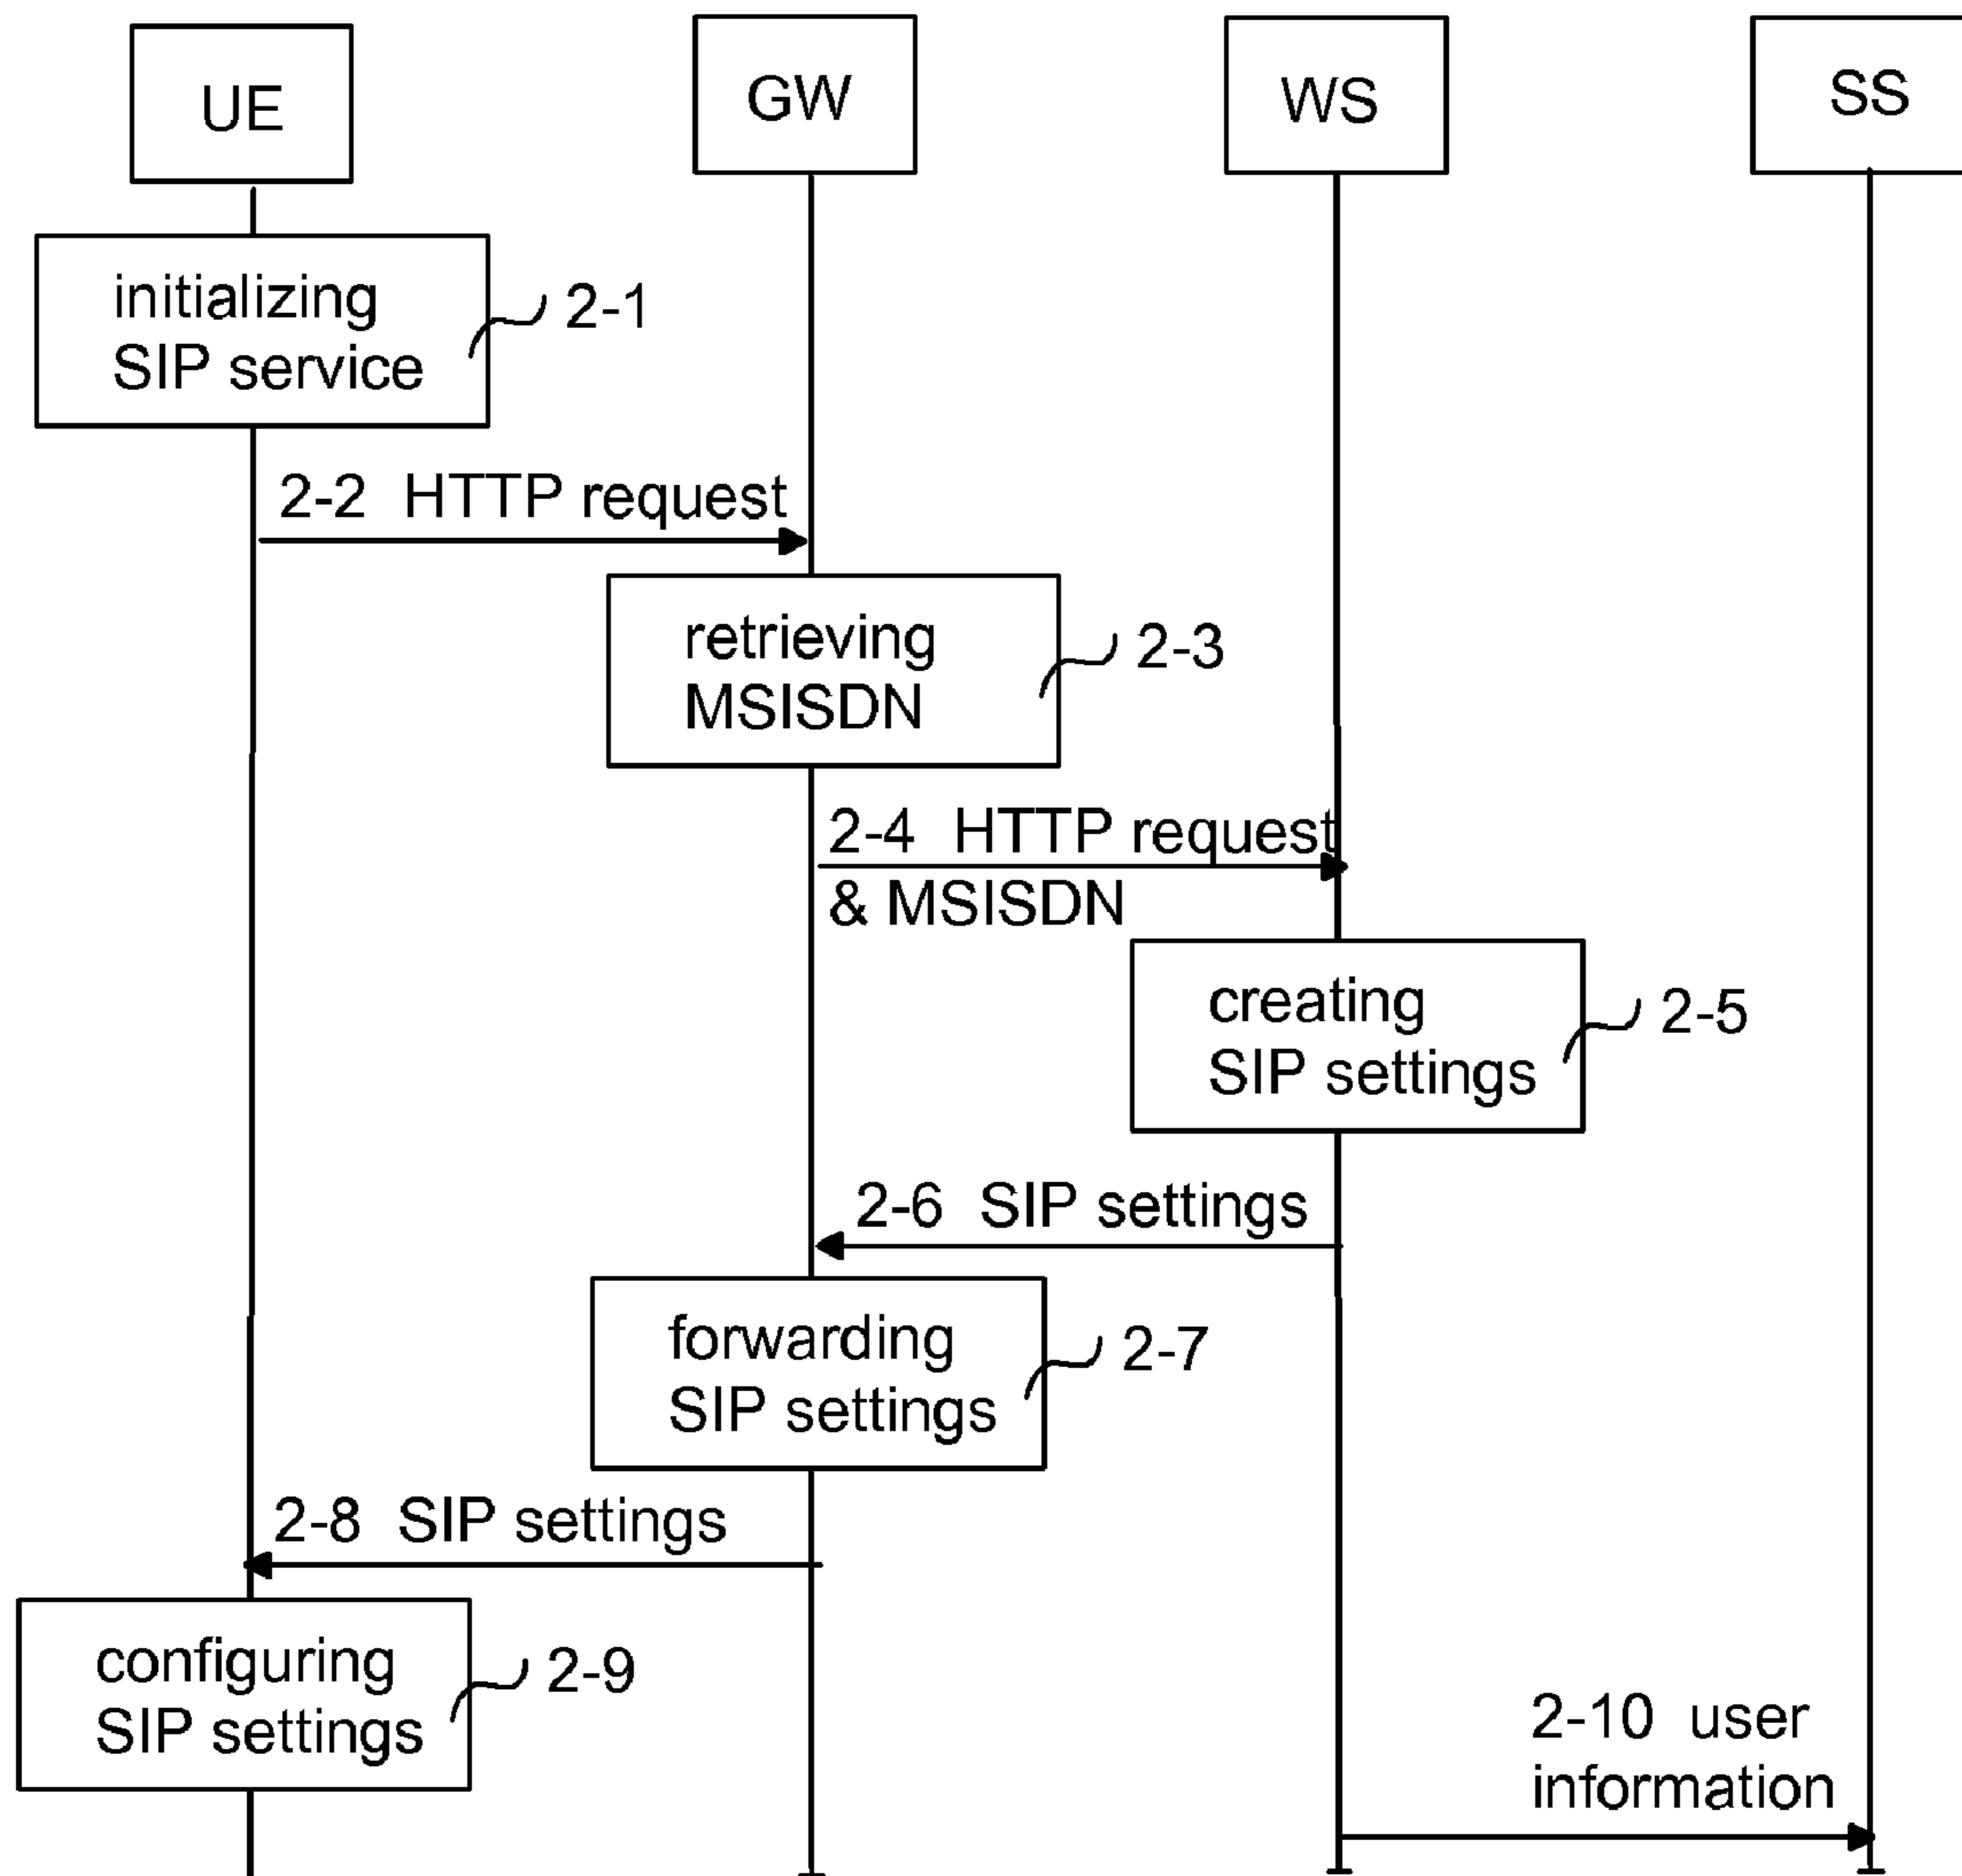 UE
GW
WS
SS
initializing
SIP service
2-1
2-2 HTTP request
retrieving
MSISDN
2-3
2-4 HTTP request
& MSISDN
creating
SIP settings
2-5
2-6 SIP settings
forwarding
SIP settings
2-7
2-8 SIP settings
configuring
SIP settings
2-9
2-10 user
information